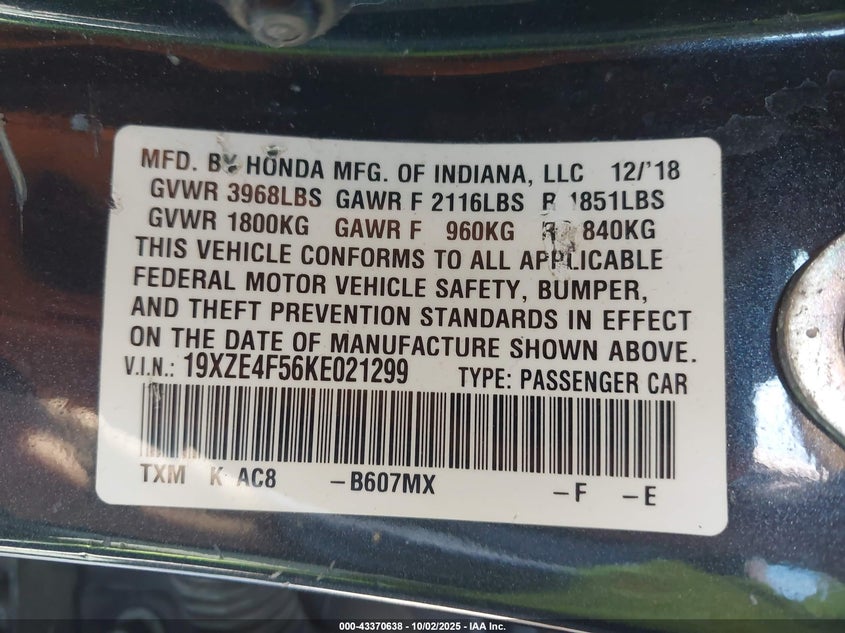 MFD. BY HONDA MFG. OF INDIANA, LLC 12/'18
GVWR 3968LBS GAWR F 2116LBS R 1851LBS
GVWR 1800KG GAWR F 960KG 840KG
THIS VEHICLE CONFORMS TO ALL APPLICABLE
FEDERAL MOTOR VEHICLE SAFETY, BUMPER,
AND THEFT PREVENTION STANDARDS IN EFFECT
ON THE DATE OF MANUFACTURE SHOWN ABOVE.
V.I.N.: 19XZE4F56KE021299 TYPE: PASSENGER CAR
TXM K AC8 -B607MX -F -E
000-43370638 - 10/02/2025 - IAA Inc.